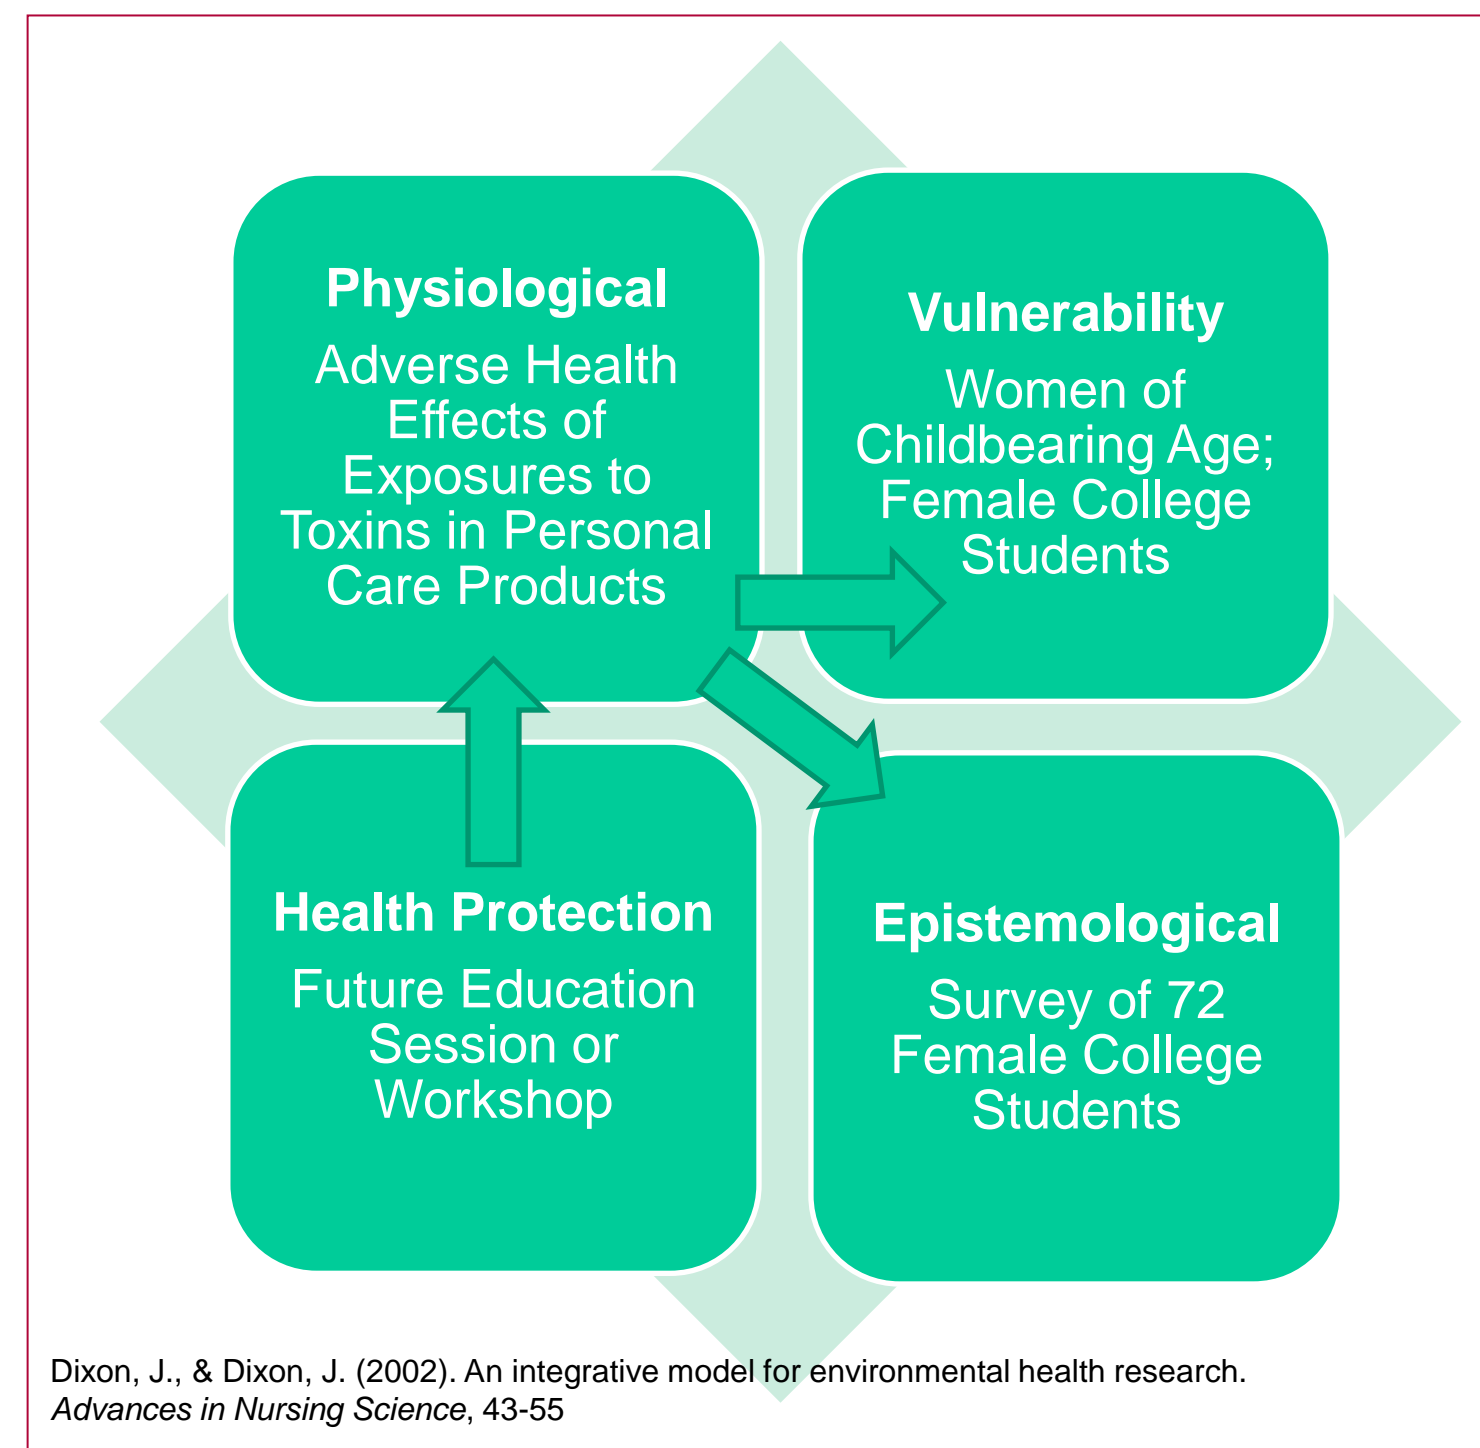 Physiological
Adverse Health
Effects of
Exposures to
Toxins in Personal
Care Products
Vulnerability
Women of
Childbearing Age;
Female College
Students
Health Protection
Future Education
Session or
Workshop
Epistemological
Survey of 72
Female College
Students
Dixon, J., & Dixon, J. (2002). An integrative model for environmental health research.
Advances in Nursing Science, 43-55